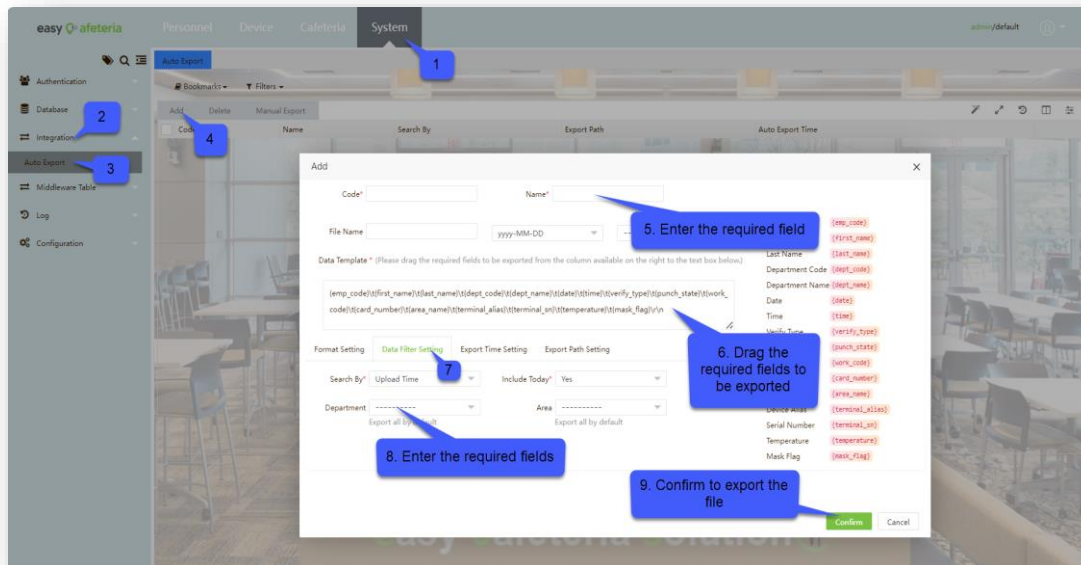 easy Cafeteria
Personnel
Device
Cafeteria
System
admin/default
1
Auto Export
Authentication
Bookmarks
Filters
Database
2
Add
Delete
Manual Export
Integration
4
Code
Name
Search By
Export Path
Auto Export Time
Auto Export
3
Middleware Table
Log
Configuration
Add
Code*
Name*
5. Enter the required field
File Name
yyyy-MM-DD
{emp_code}
{first_name}
Last Name {last_name}
Data Template * (Please drag the required fields to be exported from the column available on the right to the text box below.)
Department Code {dept_code}
Department Name {dept_name}
{emp_code}\t{first_name}\t{last_name}\t{dept_code}\t{dept_name}\t{date}\t{time}\t{verify_type}\t{punch_state}\t{work_
code}\t{card_number}\t{area_name}\t{terminal_alias}\t{terminal_sn}\t{temperature}\t{mask_flag}\r\n
Date {date}
Time {time}
Verify Type {verify_type}
{punch_state}
{work_code}
{card_number}
{area_name}
Device Alias {terminal_alias}
Serial Number {terminal_sn}
Temperature {temperature}
Mask Flag {mask_flag}
6. Drag the
required fields to
be exported
Format Setting
Data Filter Setting
Export Time Setting
Export Path Setting
7
Search By* Upload Time
Include Today* Yes
Department ----------
Area ----------
Export all by default
Export all by default
8. Enter the required fields
9. Confirm to export the
file
Confirm
Cancel